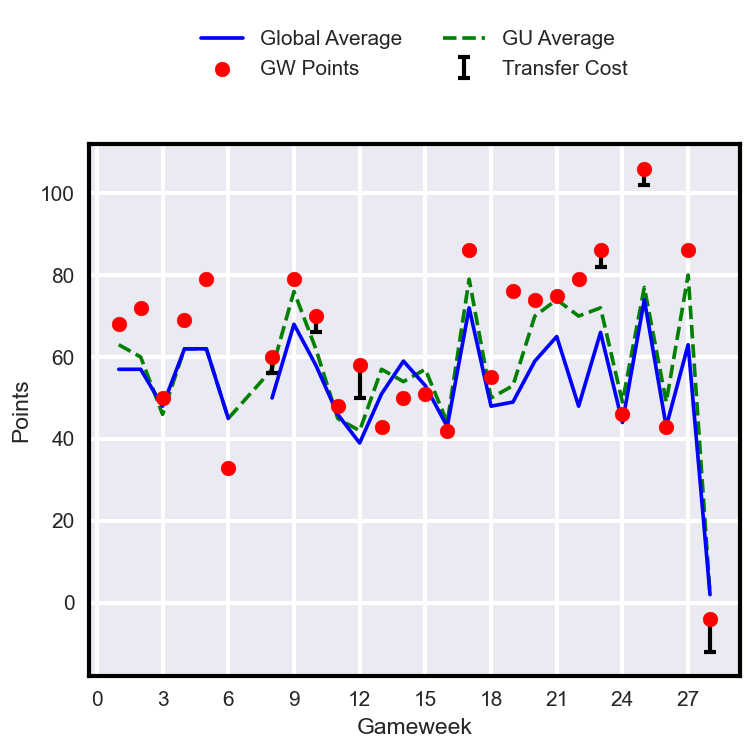 Global Average
GU Average
GW Points
Transfer Cost
100
80
60
40
20
0
Points
0 3 6 9 12 15 18 21 24 27
Gameweek